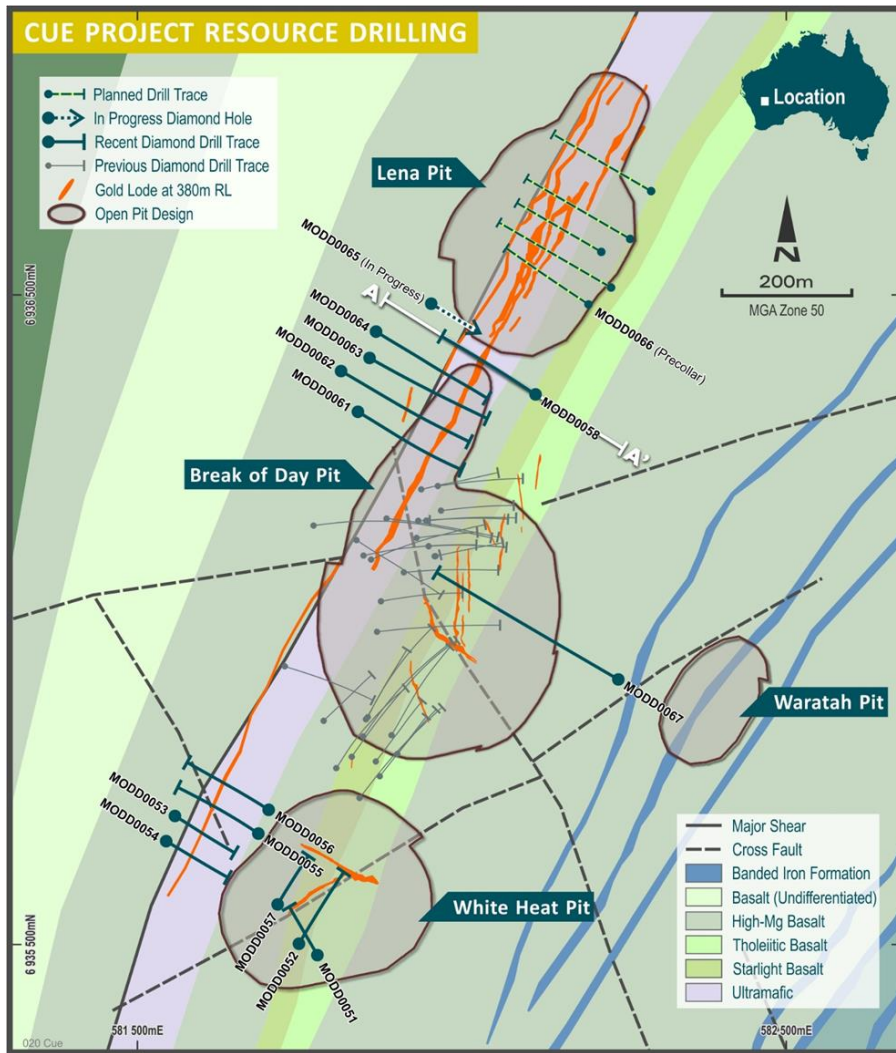 CUE PROJECT RESOURCE DRILLING
Planned Drill Trace
In Progress Diamond Hole
Recent Diamond Drill Trace
Previous Diamond Drill Trace
Gold Lode at 380m RL
Open Pit Design
Location
N
200m
MGA Zone 50
Lena Pit
MODD0065 (In Progress)
A
MODD0064
MODD0063
MODD0062
MODD0061
MODD0066 (Precollar)
MODD0058
A'
Break of Day Pit
MODD0067
Waratah Pit
MODD0053
MODD0054
MODD0056
MODD0055
MODD0057
MODD0052
MODD0051
White Heat Pit
Major Shear
Cross Fault
Banded Iron Formation
Basalt (Undifferentiated)
High-Mg Basalt
Tholeiitic Basalt
Starlight Basalt
Ultramafic
6 936 500mN
6 935 500mN
581 500mE
582 500mE
020 Cue